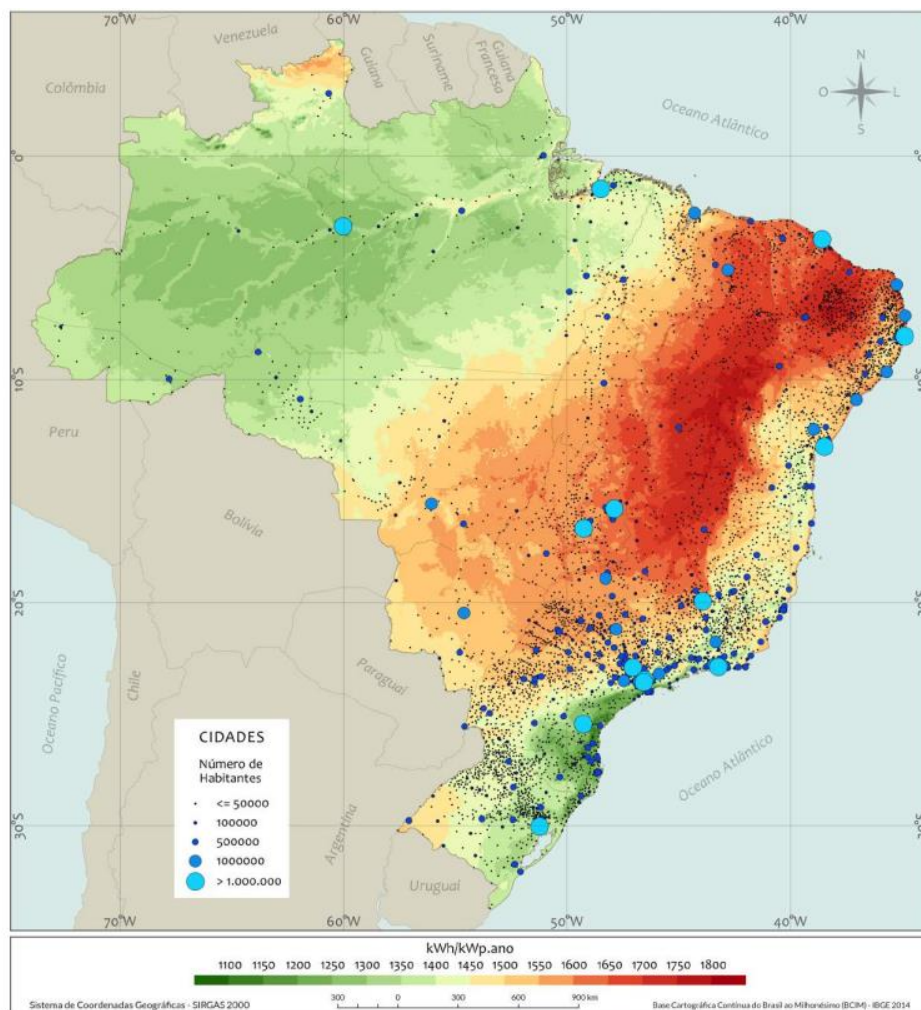 70°W
60°W
50°W
40°W
Venezuela
Colômbia
Guiana
Suriname
Guiana
Francesa
Oceano Atlântico
N
O
L
S
0°
10°S
10°S
Peru
Bolívia
20°S
20°S
Paraguai
Chile
Oceano Pacífico
Argentina
Oceano Atlântico
30°S
30°S
Uruguai
CIDADES
Número de
Habitantes
<= 50000
100000
500000
1000000
> 1.000.000
70°W
60°W
50°W
40°W
kWh/kWp.ano
1100 1150 1200 1250 1300 1350 1400 1450 1500 1550 1600 1650 1700 1750 1800
Sistema de Coordenadas Geográficas - SIRGAS 2000
300 0 300 600 900 km
Base Cartográfica Contínua do Brasil ao Milhonésimo (BCIM) - IBGE 2014